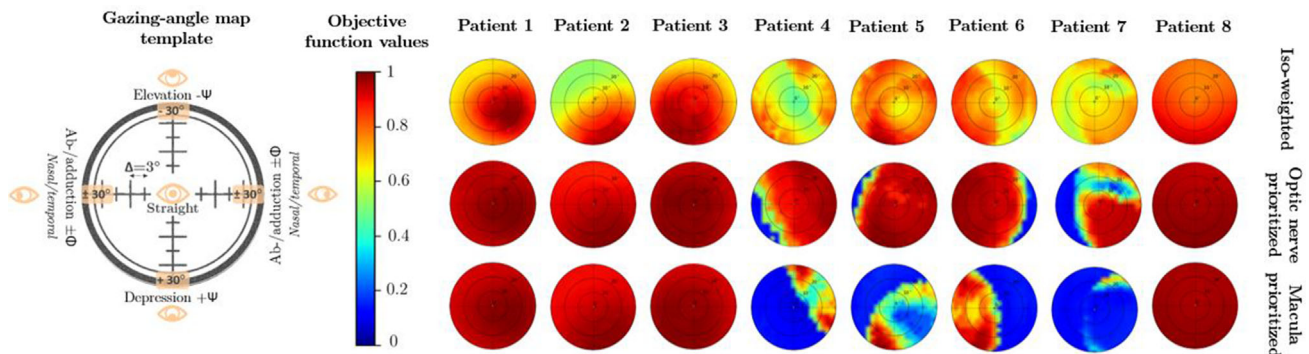 Gazing-angle map
template
Objective
function values
Patient 1
Patient 2
Patient 3
Patient 4
Patient 5
Patient 6
Patient 7
Patient 8
Elevation -Ψ
- 30°
Ab-/adduction ±Φ
Nasal/temporal
± 30°
Δ=3°
Straight
± 30°
Ab-/adduction ±Φ
Nasal/temporal
+ 30°
Depression +Ψ
1
0.8
0.6
0.4
0.2
0
Iso-weighted
Optic nerve
prioritized
Macula
prioritized